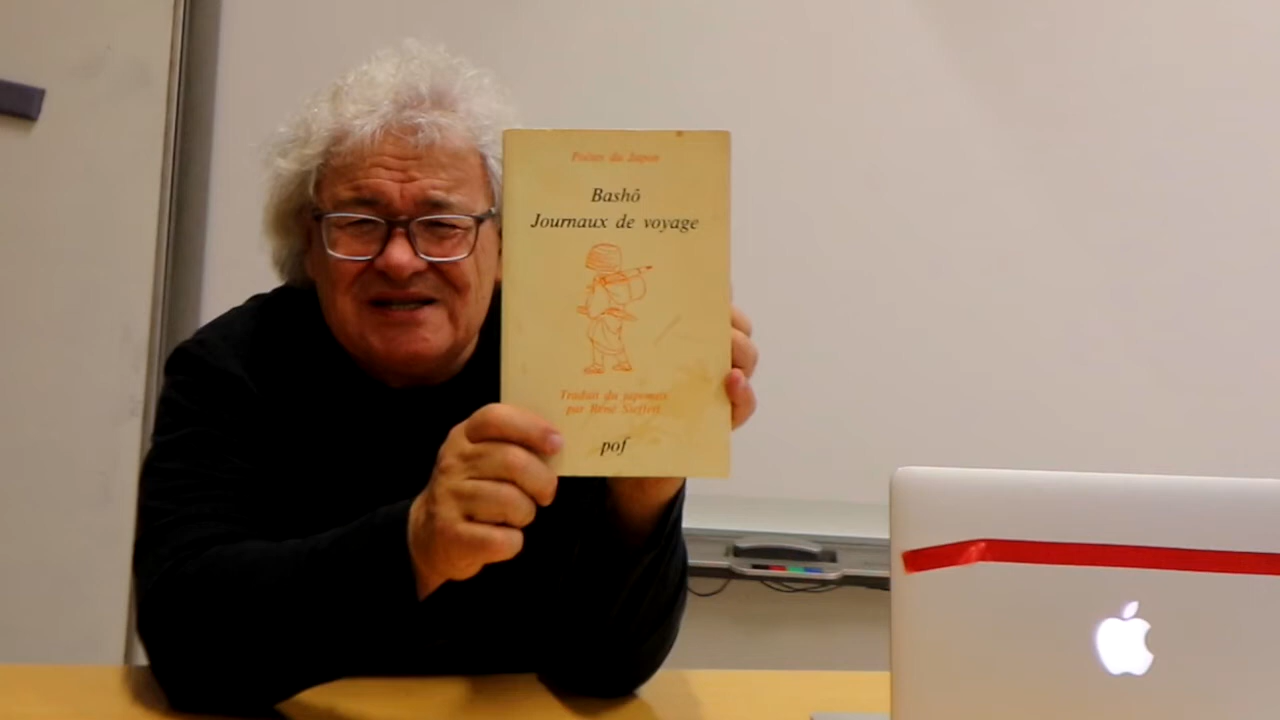 Poètes du Japon
Bashô
Journaux de voyage
Traduit du japonais
par René Sieffert
pof